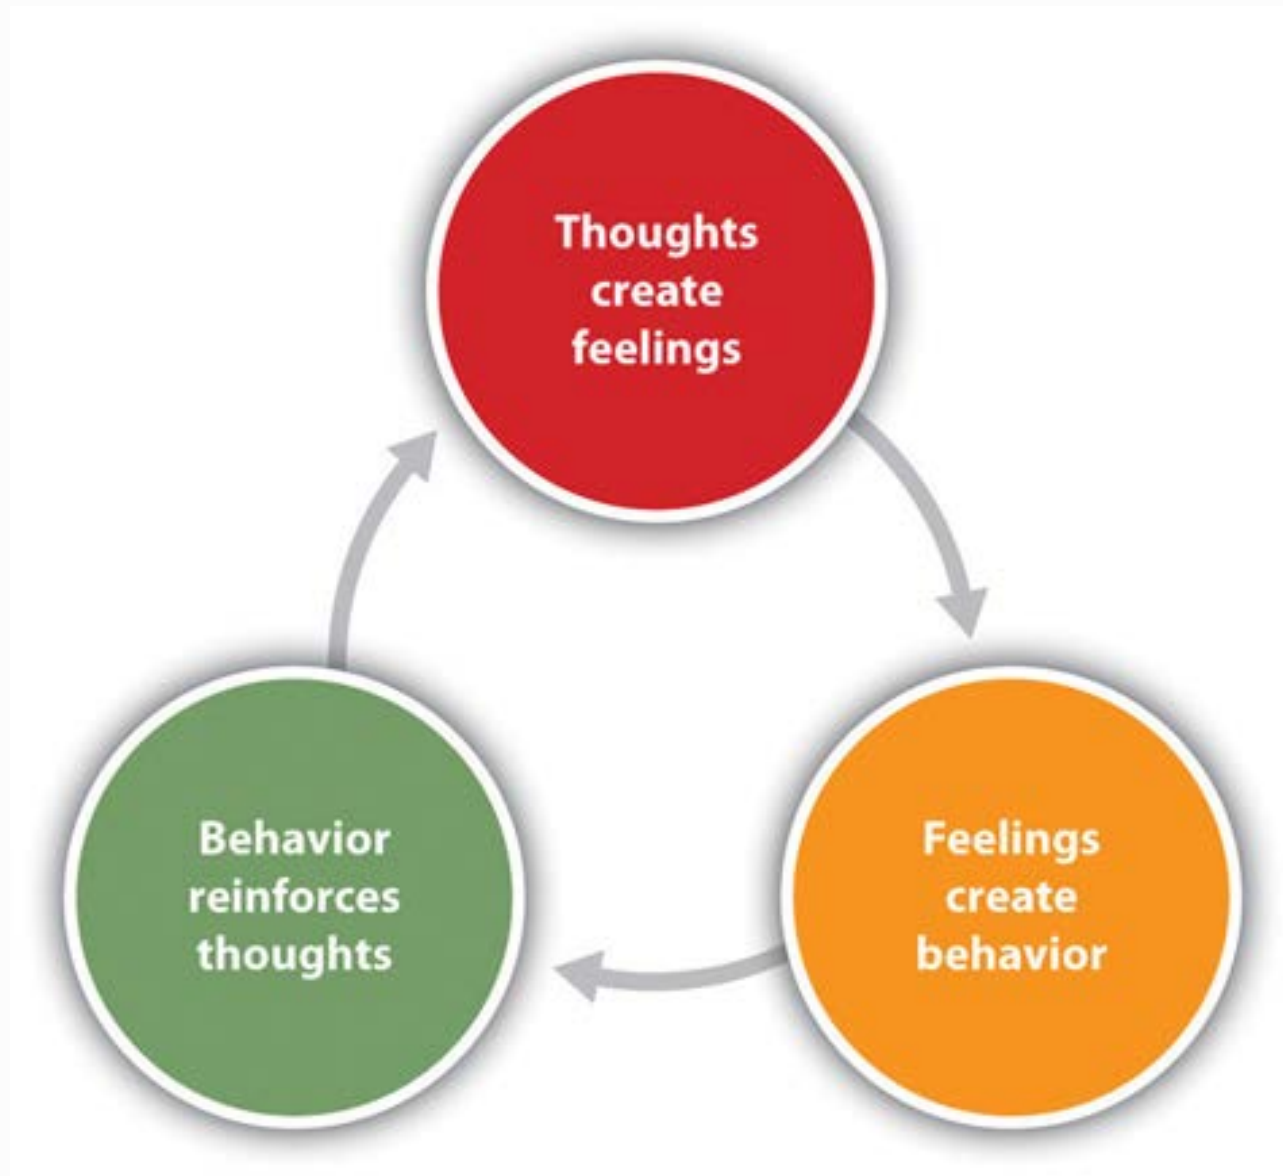 Thoughts
create
feelings
Feelings
create
behavior
Behavior
reinforces
thoughts